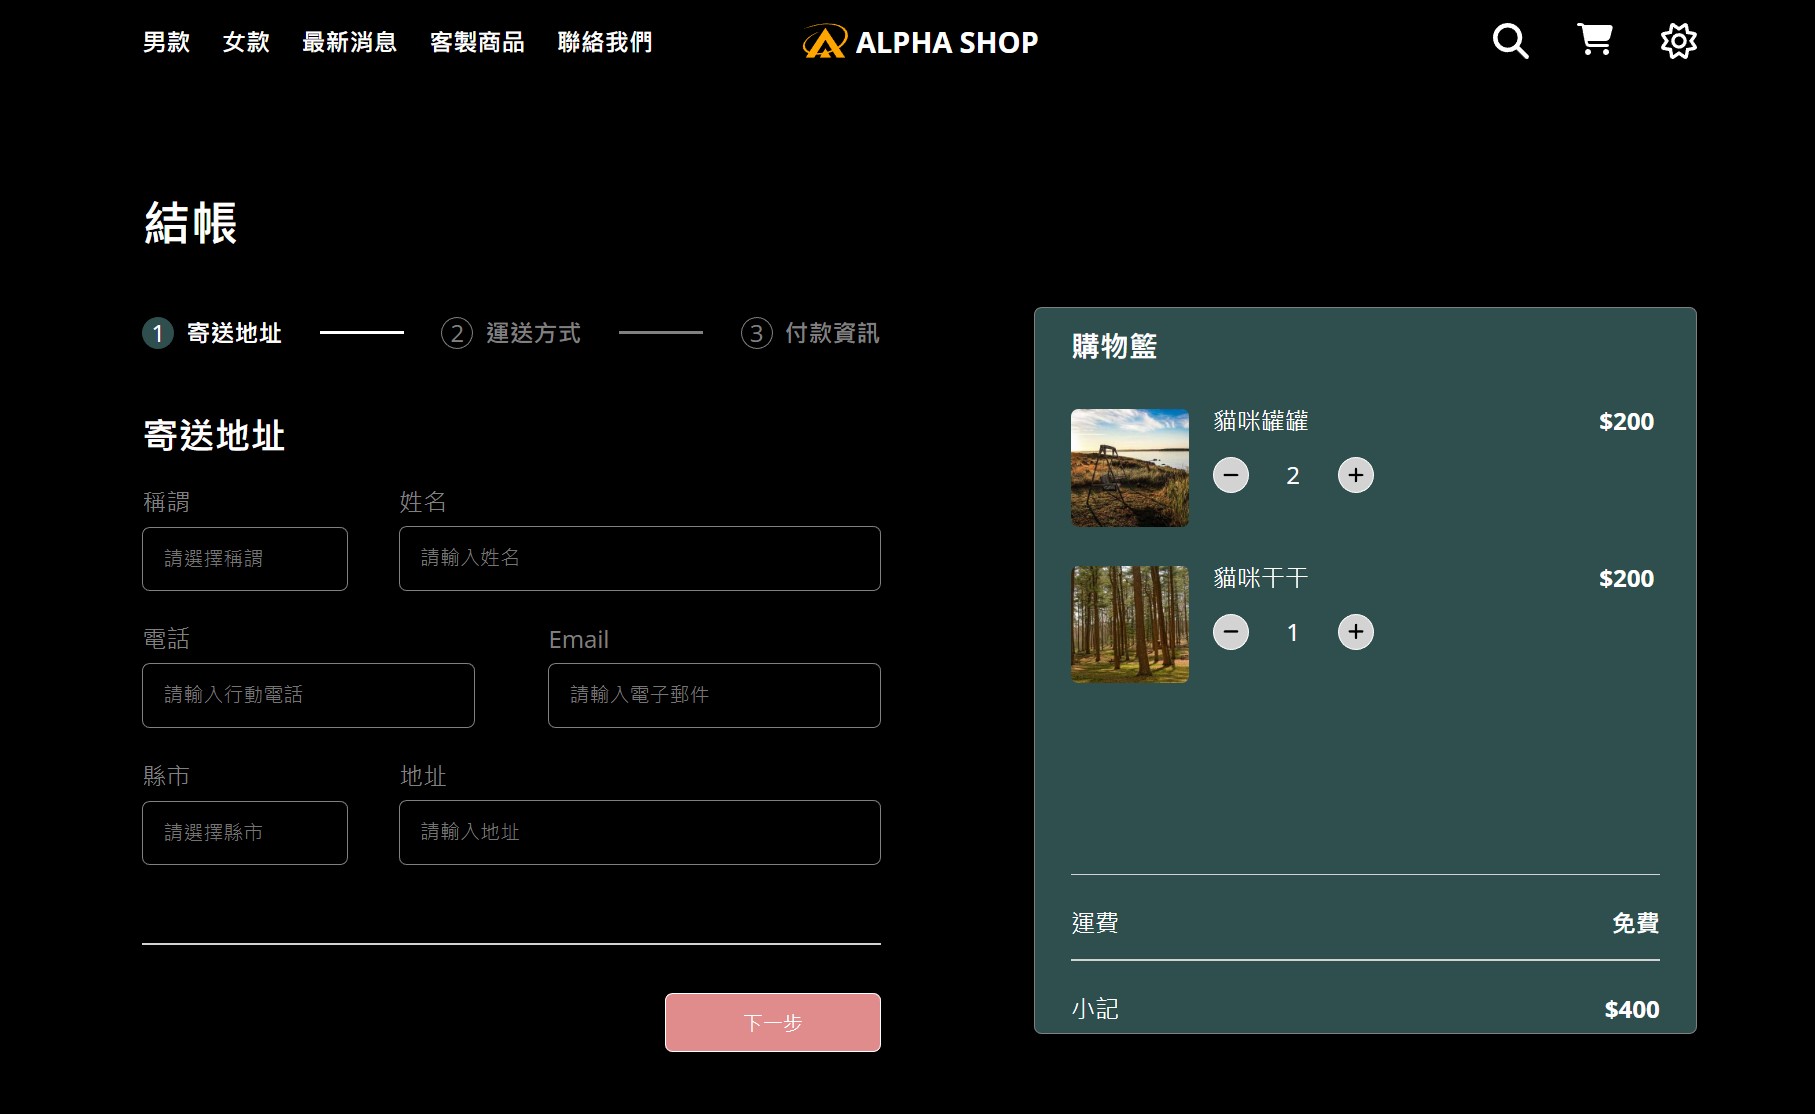 男款 女款 最新消息 客製商品 聯絡我們 ALPHA SHOP
結帳
1 寄送地址 2 運送方式 3 付款資訊
寄送地址
稱謂 姓名
請選擇稱謂 請輸入姓名
電話 Email
請輸入行動電話 請輸入電子郵件
縣市 地址
請選擇縣市 請輸入地址
下一步
購物籃
貓咪罐罐 $200
2
貓咪干干 $200
1
運費 免費
小記 $400